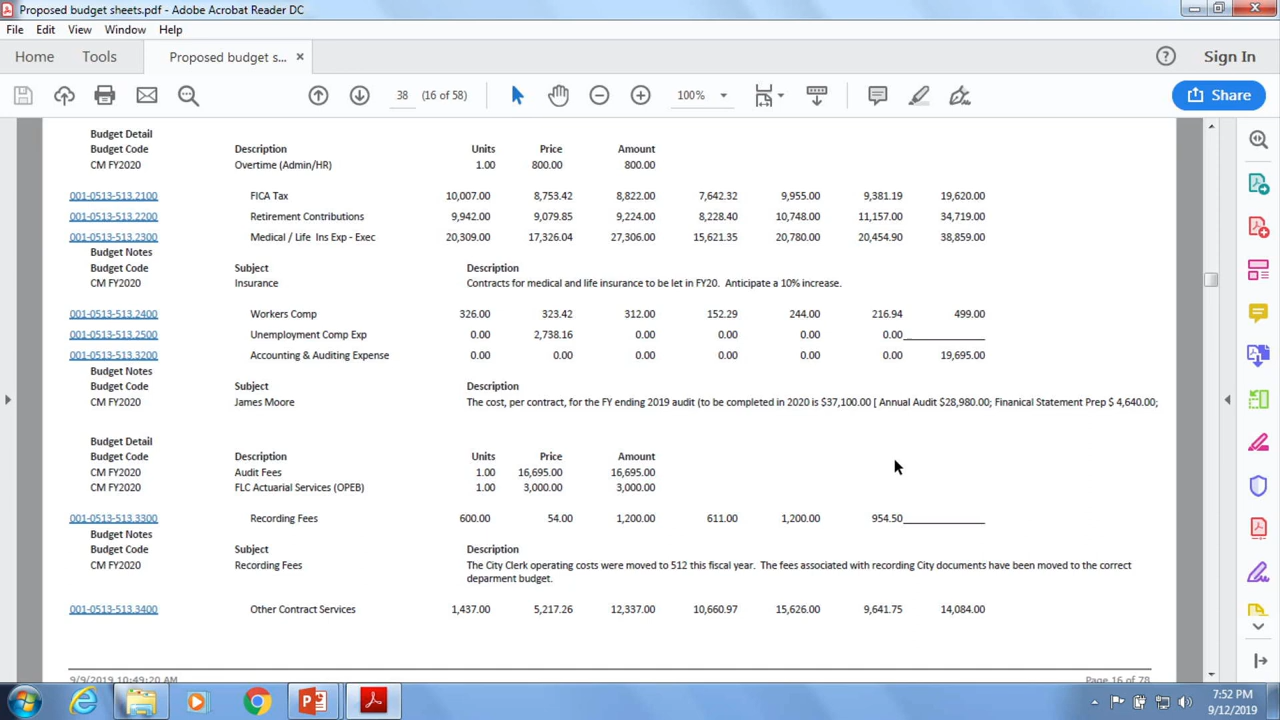 Proposed budget sheets.pdf - Adobe Acrobat Reader DC
File Edit View Window Help
Home Tools Proposed budget s... × Sign In
38 (16 of 58) 100% Share
Budget Detail
Budget Code Description Units Price Amount
CM FY2020 Overtime (Admin/HR) 1.00 800.00 800.00
001-0513-513.2100 FICA Tax 10,007.00 8,753.42 8,822.00 7,642.32 9,955.00 9,381.19 19,620.00
001-0513-513.2200 Retirement Contributions 9,942.00 9,079.85 9,224.00 8,228.40 10,748.00 11,157.00 34,719.00
001-0513-513.2300 Medical / Life Ins Exp - Exec 20,309.00 17,326.04 27,306.00 15,621.35 20,780.00 20,454.90 38,859.00
Budget Notes
Budget Code Subject Description
CM FY2020 Insurance Contracts for medical and life insurance to be let in FY20. Anticipate a 10% increase.
001-0513-513.2400 Workers Comp 326.00 323.42 312.00 152.29 244.00 216.94 499.00
001-0513-513.2500 Unemployment Comp Exp 0.00 2,738.16 0.00 0.00 0.00 0.00
001-0513-513.3200 Accounting & Auditing Expense 0.00 0.00 0.00 0.00 0.00 0.00 19,695.00
Budget Notes
Budget Code Subject Description
CM FY2020 James Moore The cost, per contract, for the FY ending 2019 audit (to be completed in 2020 is $37,100.00 [ Annual Audit $28,980.00; Finanical Statement Prep $ 4,640.00;
Budget Detail
Budget Code Description Units Price Amount
CM FY2020 Audit Fees 1.00 16,695.00 16,695.00
CM FY2020 FLC Actuarial Services (OPEB) 1.00 3,000.00 3,000.00
001-0513-513.3300 Recording Fees 600.00 54.00 1,200.00 611.00 1,200.00 954.50
Budget Notes
Budget Code Subject Description
CM FY2020 Recording Fees The City Clerk operating costs were moved to 512 this fiscal year. The fees associated with recording City documents have been moved to the correct
deparment budget.
001-0513-513.3400 Other Contract Services 1,437.00 5,217.26 12,337.00 10,660.97 15,626.00 9,641.75 14,084.00
9/9/2019 10:49:20 AM Page 16 of 78
7:52 PM
9/12/2019